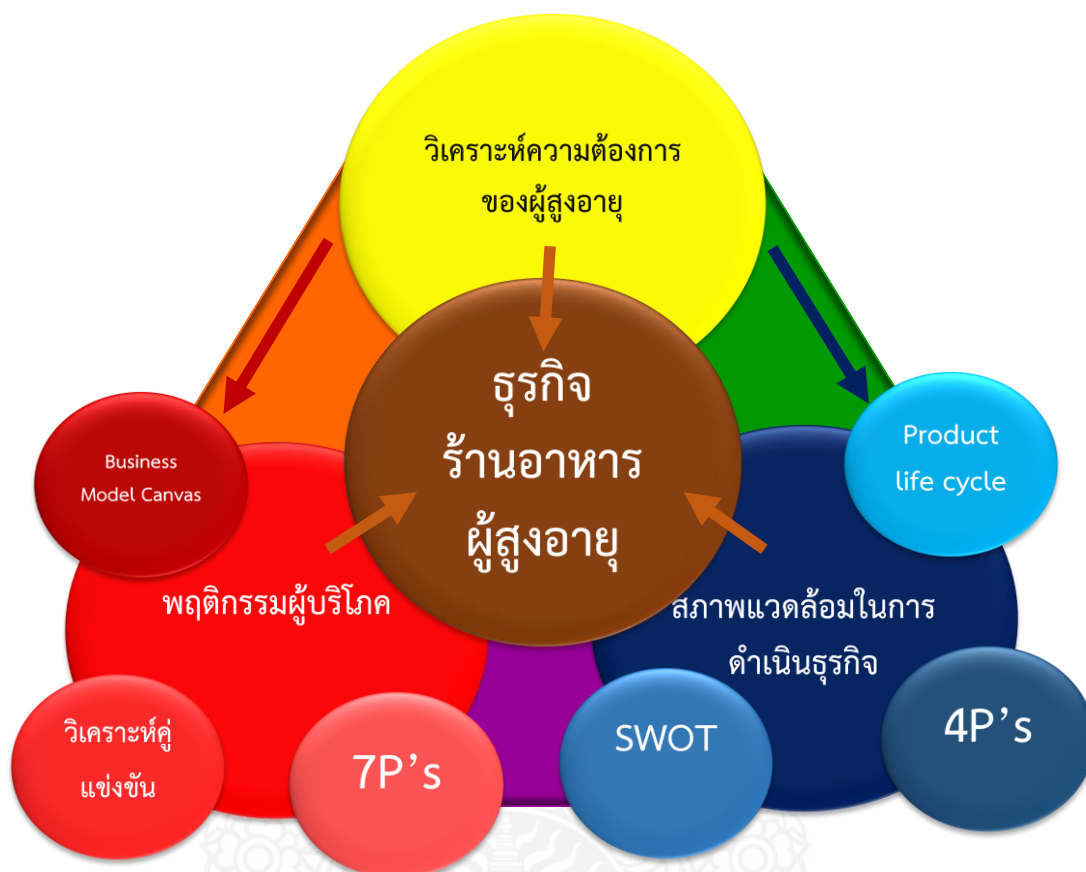 วิเคราะห์ความต้องการ
ของผู้สูงอายุ
ธุรกิจ
ร้านอาหาร
ผู้สูงอายุ
Business
Model Canvas
Product
life cycle
พฤติกรรมผู้บริโภค
สภาพแวดล้อมในการ
ดำเนินธุรกิจ
วิเคราะห์คู่
แข่งขัน
7P's
SWOT
4P's